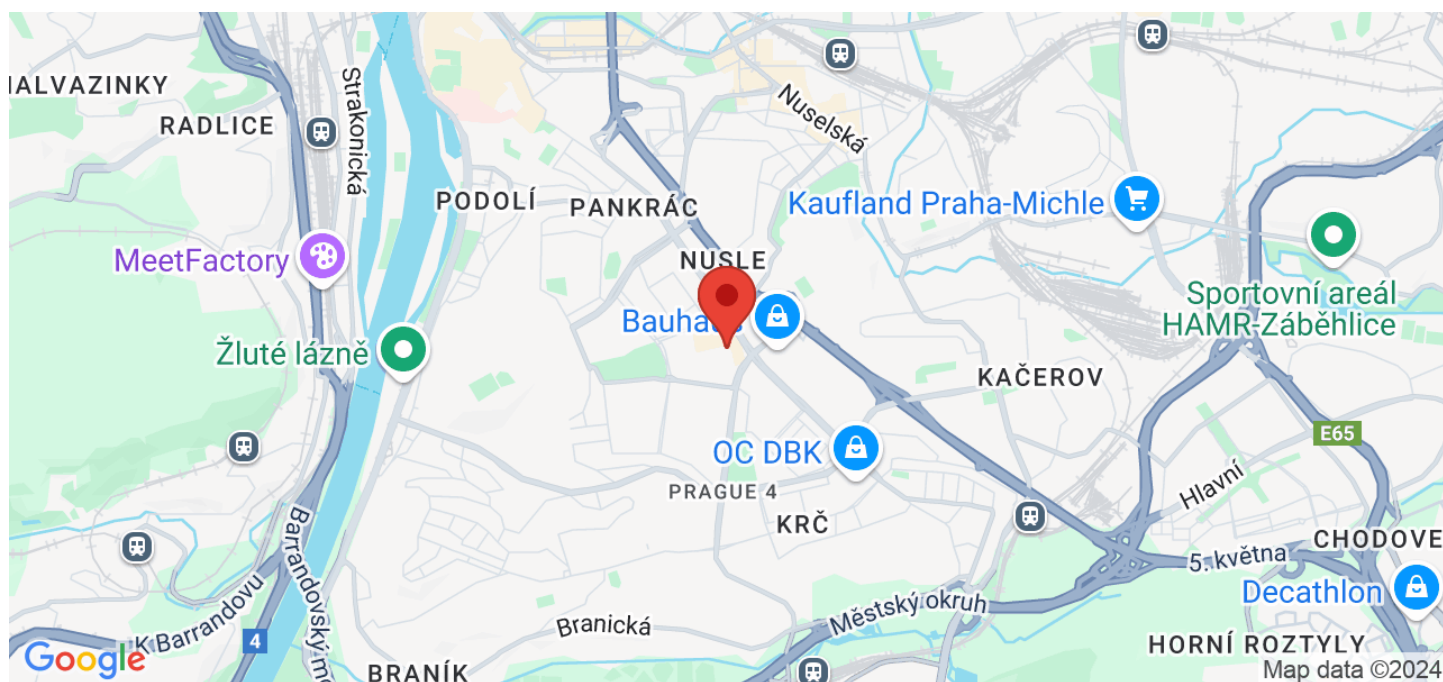 MALVAZINKY
RADLICE
Strakonická
Nuselská
PODOLÍ
PANKRÁC
Kaufland Praha-Michle
MeetFactory
NUSLE
Sportovní areál
HAMR-Záběhlice
Žluté lázně
KAČEROV
E65
OC DBK
PRAGUE 4
Hlavní
KRČ
CHODOVE
5. května
Decathlon
Barrandovský mo
K Barrandovu
4
Městský okruh
Branická
HORNÍ ROZTYLY
BRANÍK
Google
Map data ©2024